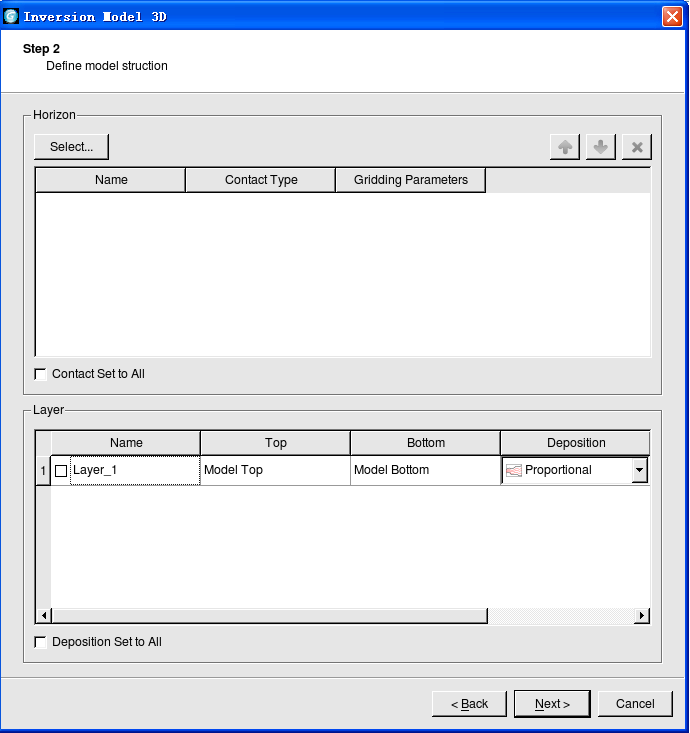 Inversion Model 3D
Step 2
Define model struction
Horizon
Select...
Name Contact Type Gridding Parameters
Contact Set to All
Layer
Name Top Bottom Deposition
1 Layer_1 Model Top Model Bottom Proportional
Deposition Set to All
< Back Next > Cancel